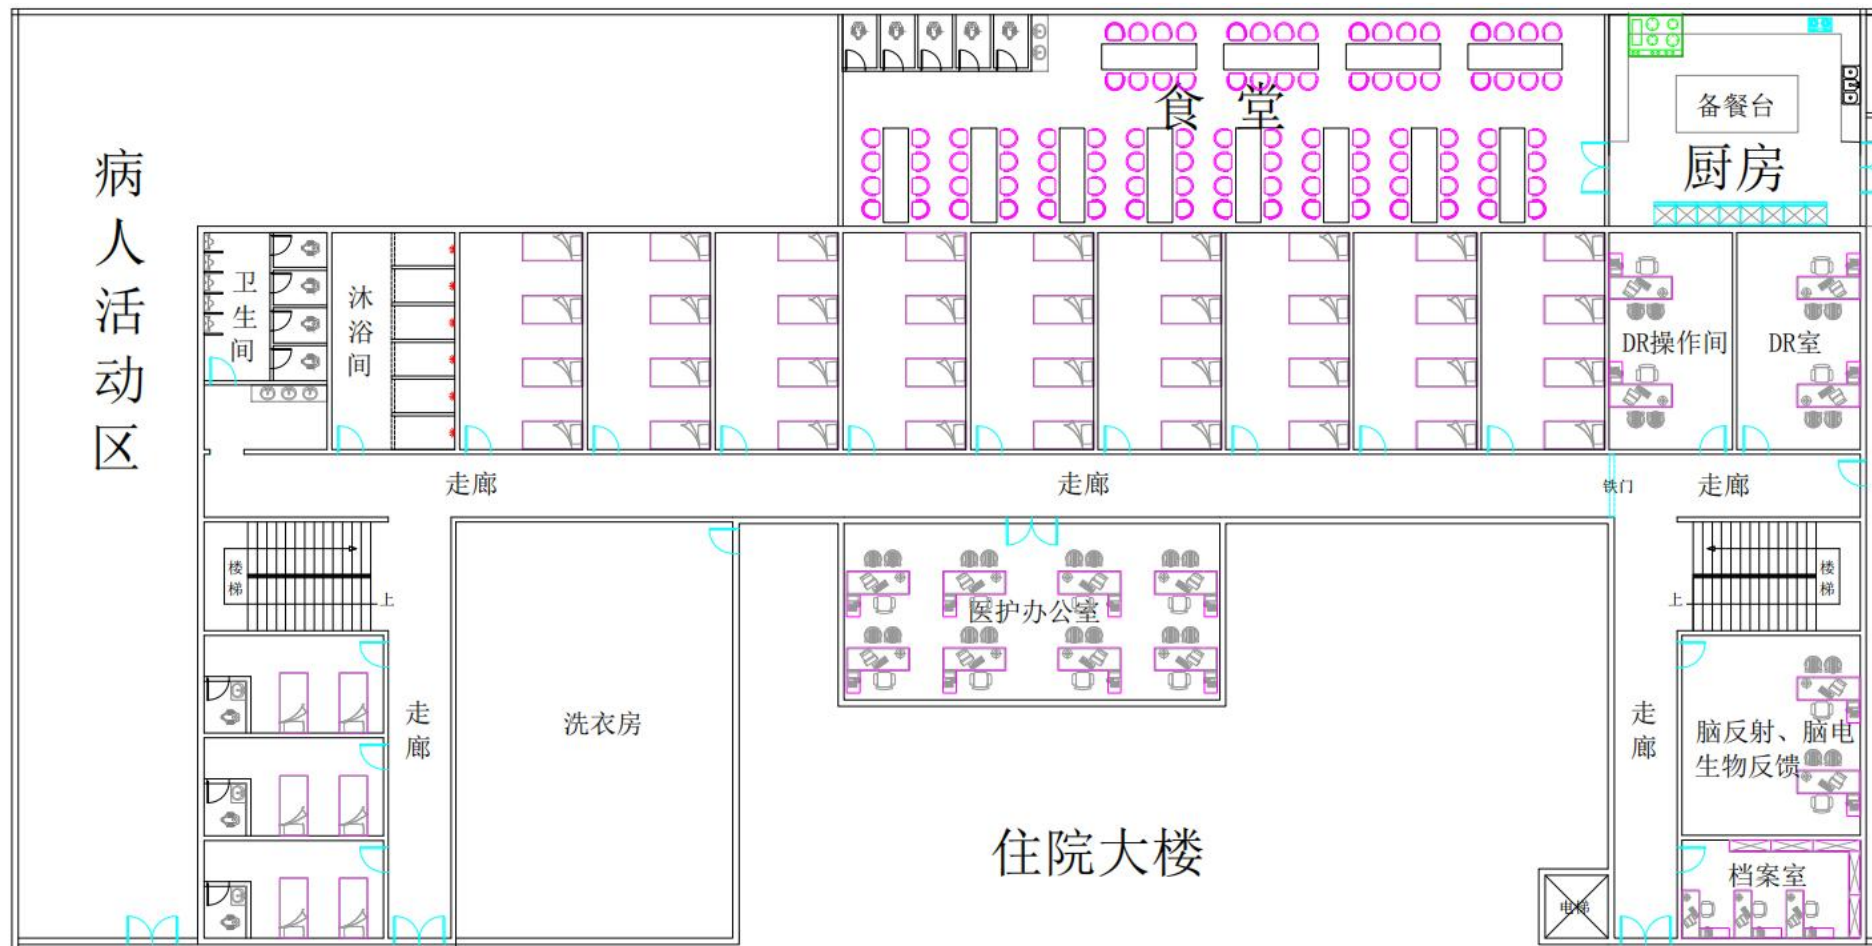 食 堂
备餐台
厨房
病人活动区
卫生间
沐浴间
DR操作间
DR室
走廊
走廊
铁门
走廊
楼梯
上
医护办公室
楼梯
上
洗衣房
走廊
走廊
脑反射、脑电
生物反馈
住院大楼
档案室
电梯